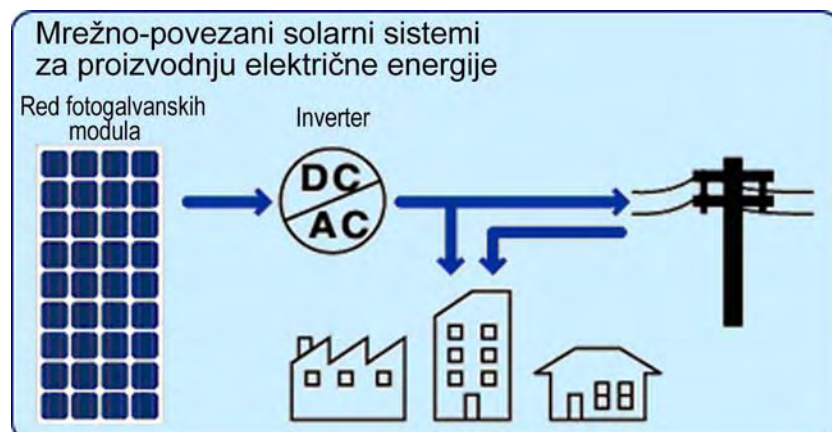 Mrežno-povezani solarni sistemi
za proizvodnju električne energije
Red fotogalvanskih
modula
Inverter
DC
AC